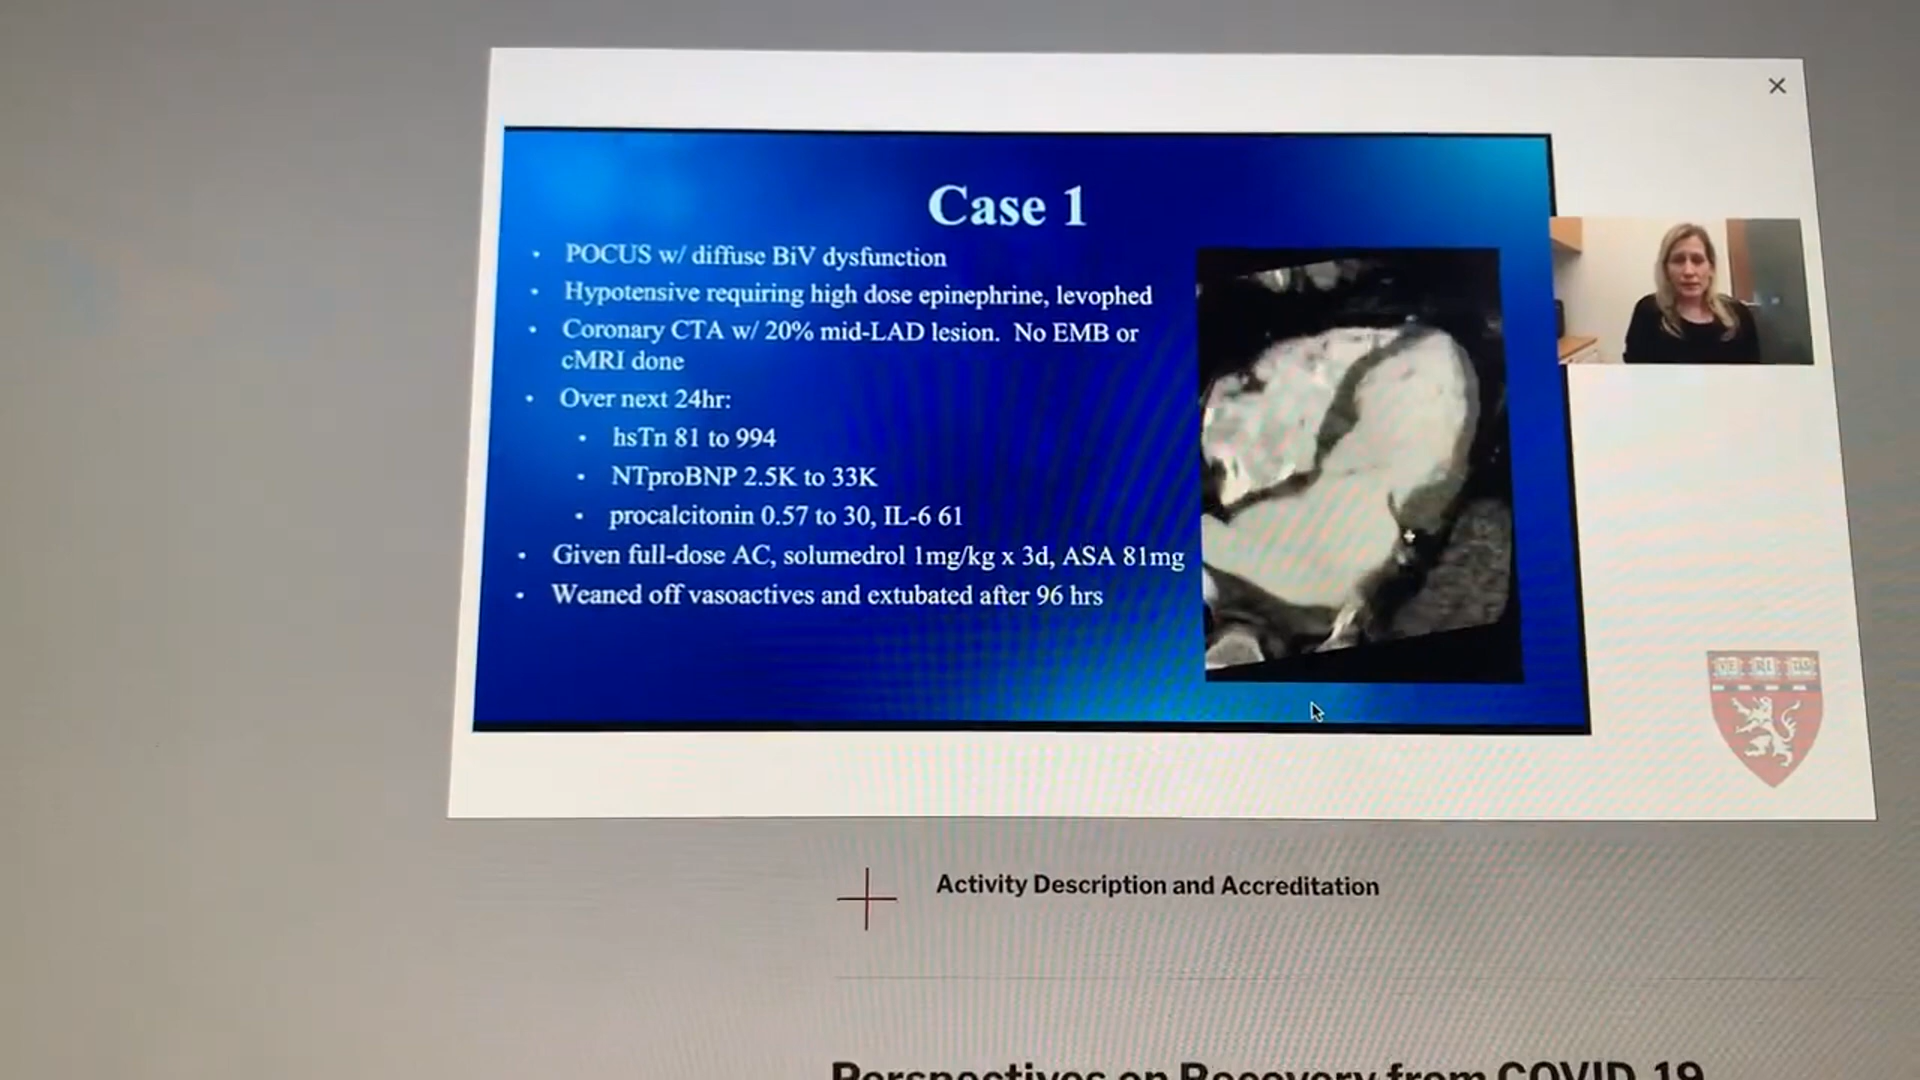 Case 1
• POCUS w/ diffuse BiV dysfunction
• Hypotensive requiring high dose epinephrine, levophed
• Coronary CTA w/ 20% mid-LAD lesion. No EMB or
cMRI done
• Over next 24hr:
• hsTn 81 to 994
• NTproBNP 2.5K to 33K
• procalcitonin 0.57 to 30, IL-6 61
• Given full-dose AC, solumedrol 1mg/kg x 3d, ASA 81mg
• Weaned off vasoactives and extubated after 96 hrs
VE RI TAS
Activity Description and Accreditation
Perspectives on Recovery from COVID-19